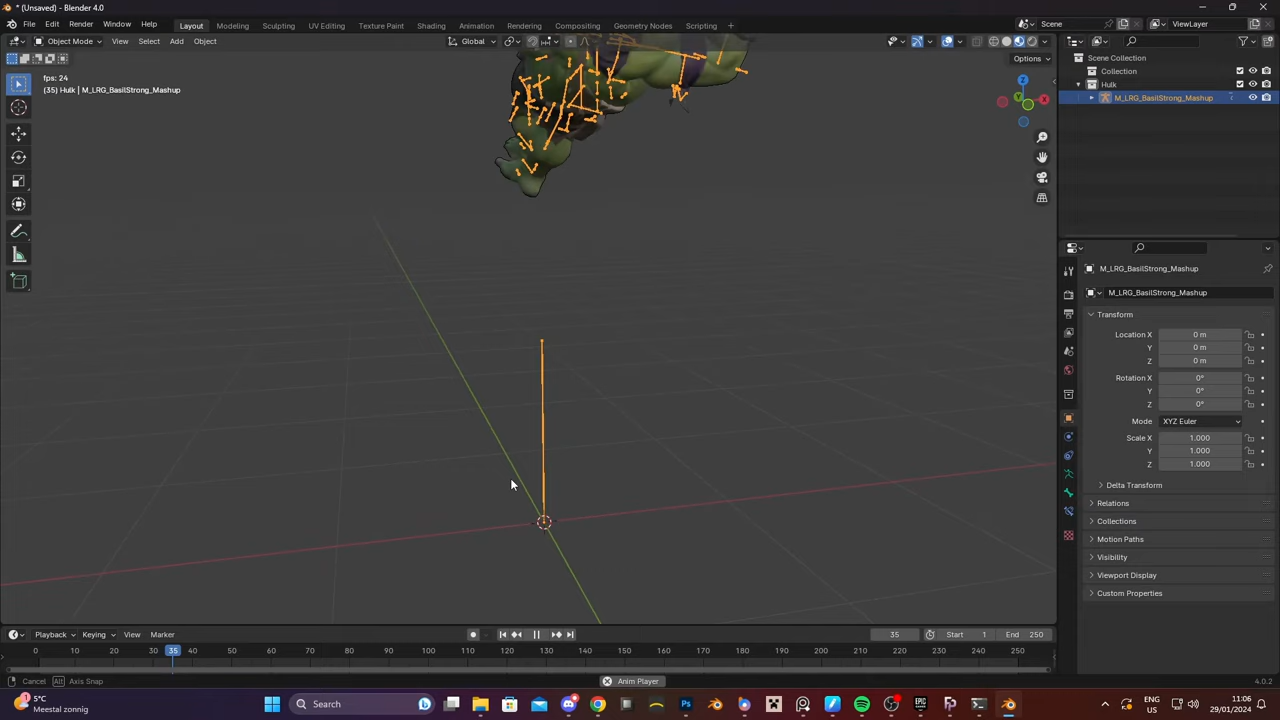 * (Unsaved) - Blender 4.0
File Edit Render Window Help Layout Modeling Sculpting UV Editing Texture Paint Shading Animation Rendering Compositing Geometry Nodes Scripting + Scene ViewLayer
Object Mode View Select Add Object Global
Options
fps: 24
(35) Hulk | M_LRG_BasilStrong_Mashup
Z
Y
X
Scene Collection
Collection
Hulk
M_LRG_BasilStrong_Mashup
M_LRG_BasilStrong_Mashup
M_LRG_BasilStrong_Mashup
Transform
Location X 0 m
Y 0 m
Z 0 m
Rotation X 0°
Y 0°
Z 0°
Mode XYZ Euler
Scale X 1.000
Y 1.000
Z 1.000
Delta Transform
Relations
Collections
Motion Paths
Visibility
Viewport Display
Custom Properties
Playback Keying View Marker 35 Start 1 End 250
0 10 20 30 35 40 50 60 70 80 90 100 110 120 130 140 150 160 170 180 190 200 210 220 230 240 250
Cancel Alt Axis Snap Anim Player 4.0.2
5°C
Meestal zonnig
Search
ENG
US
11:06
29/01/2024